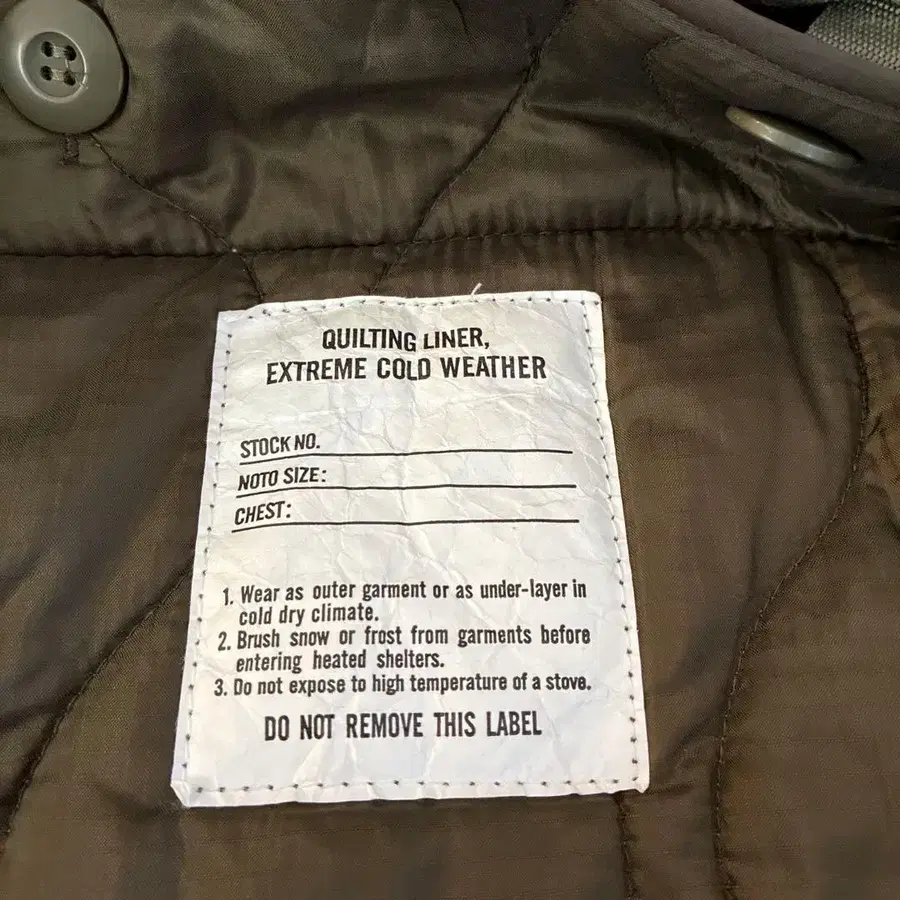 QUILTING LINER,
EXTREME COLD WEATHER
STOCK NO.
NOTO SIZE:
CHEST:
1. Wear as outer garment or as under-layer in
cold dry climate.
2. Brush snow or frost from garments before
entering heated shelters.
3. Do not expose to high temperature of a stove.
DO NOT REMOVE THIS LABEL